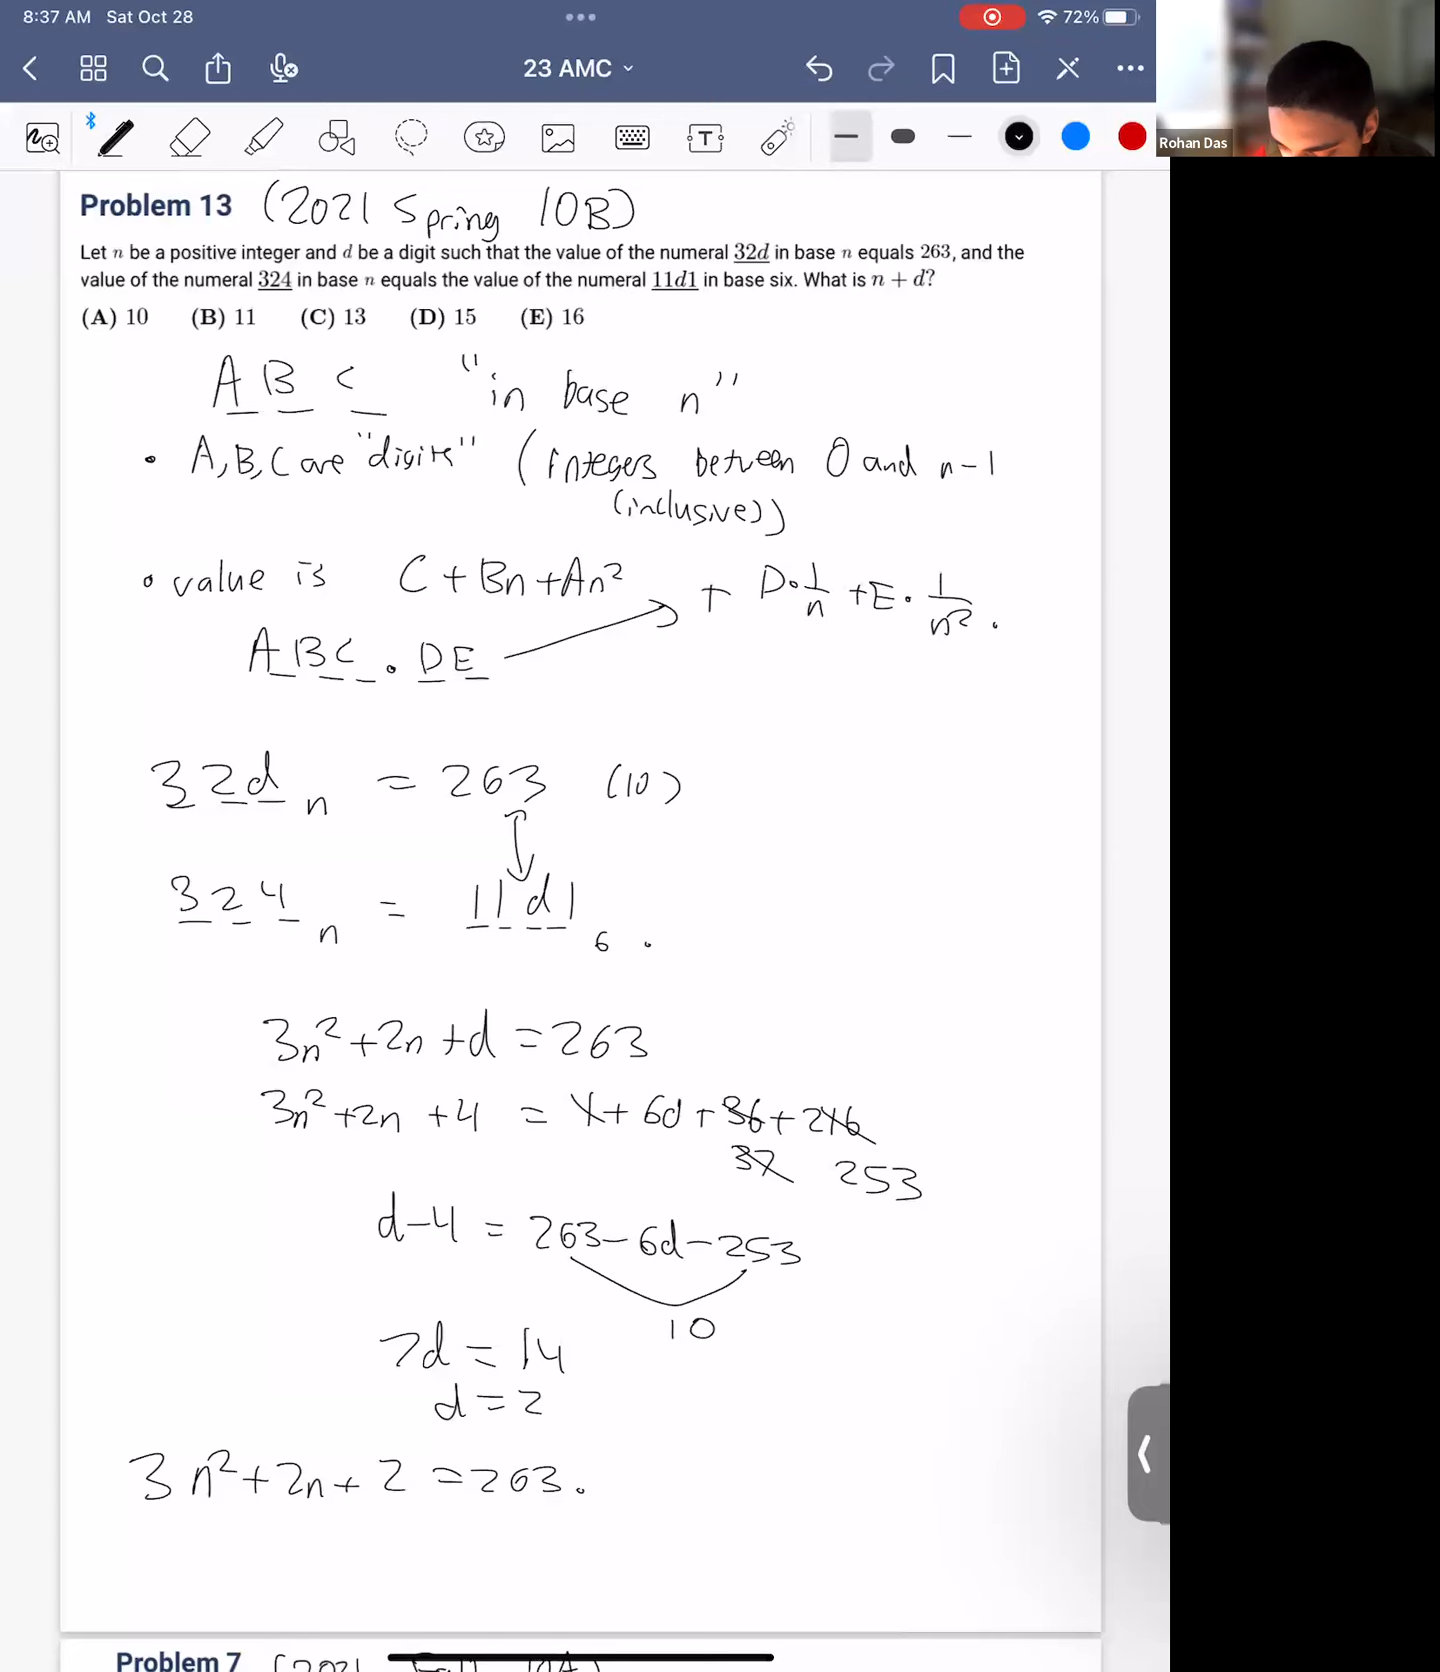 8:37 AM Sat Oct 28
72%
23 AMC
Rohan Das
Problem 13 (2021 Spring 10B)
Let n be a positive integer and d be a digit such that the value of the numeral 32d in base n equals 263, and the
value of the numeral 324 in base n equals the value of the numeral 11d1 in base six. What is n + d?
(A) 10 (B) 11 (C) 13 (D) 15 (E) 16
A B C "in base n"
• A,B,C are "digits" (integers between 0 and n-1
(inclusive))
• value is C + Bn + An² + D·1/n + E·1/n².
ABC.DE
32d n = 263 (10)
324 n = 11d1 6.
3n² + 2n + d = 263
3n² + 2n + 4 = 1 + 6d + 36 + 216
37 253
d-4 = 263-6d-253
10
7d = 14
d = 2
3n² + 2n + 2 = 263.
Problem 7 (2021 Fall 10A)